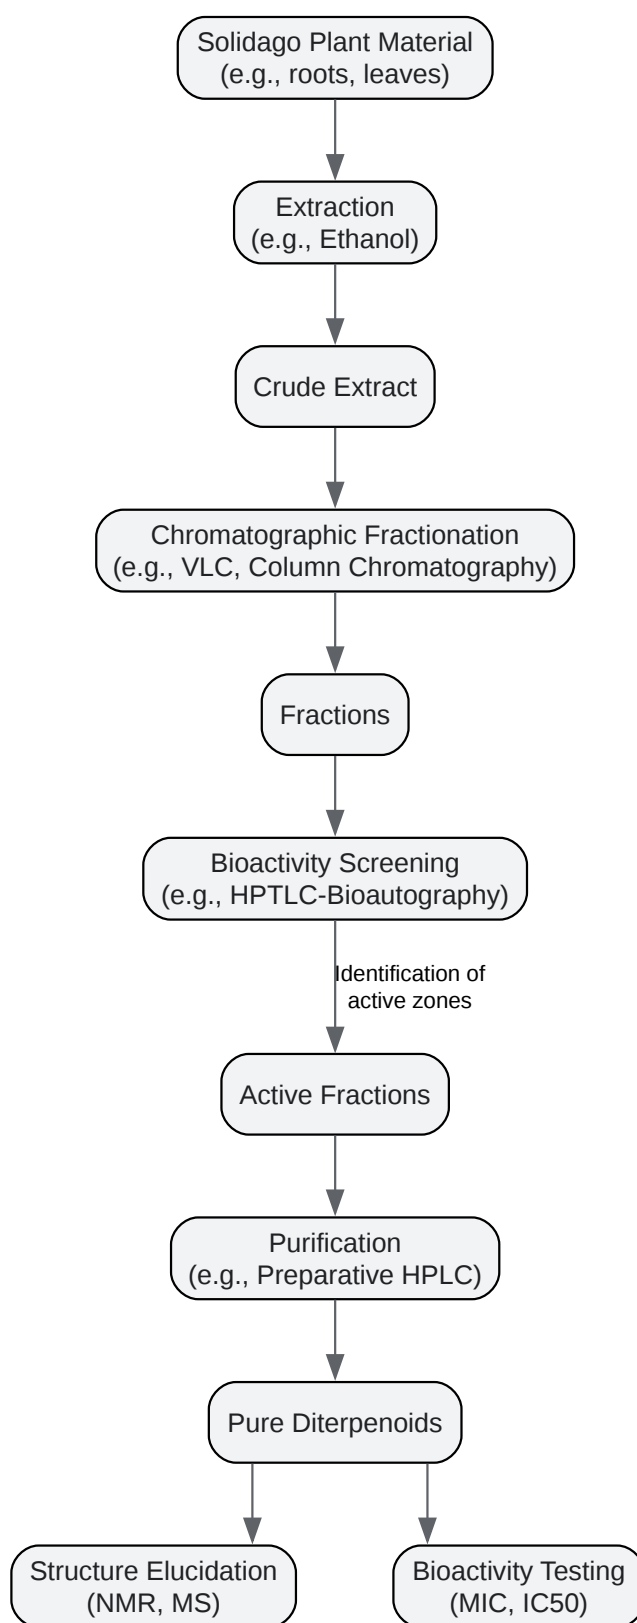 Solidago Plant Material
(e.g., roots, leaves)
Extraction
(e.g., Ethanol)
Crude Extract
Chromatographic Fractionation
(e.g., VLC, Column Chromatography)
Fractions
Bioactivity Screening
(e.g., HPTLC-Bioautography)
Identification of
active zones
Active Fractions
Purification
(e.g., Preparative HPLC)
Pure Diterpenoids
Structure Elucidation
(NMR, MS)
Bioactivity Testing
(MIC, IC50)